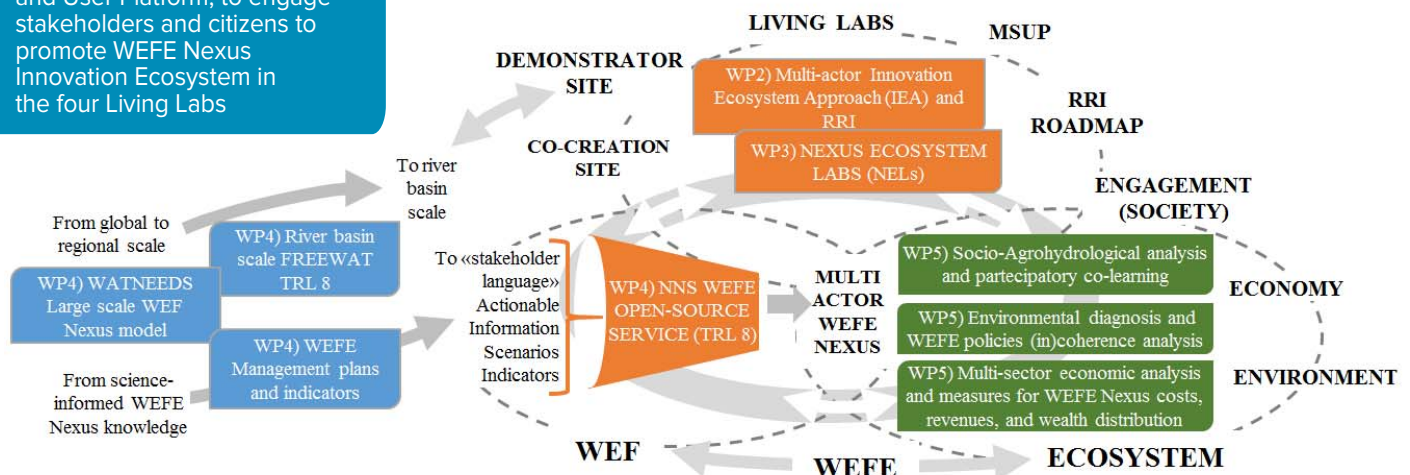 and User Platform, to engage
stakeholders and citizens to
promote WEFE Nexus
Innovation Ecosystem in
the four Living Labs
LIVING LABS
MSUP
DEMONSTRATOR
SITE
WP2) Multi-actor Innovation
Ecosystem Approach (IEA) and
RRI
RRI
ROADMAP
CO-CREATION
SITE
WP3) NEXUS ECOSYSTEM
LABS (NELs)
To river
basin
scale
ENGAGEMENT
(SOCIETY)
From global to
regional scale
WP4) River basin
scale FREEWAT
TRL 8
WP4) WATNEEDS
Large scale WEF
Nexus model
WP4) WEFE
Management plans
and indicators
From science-
informed WEFE
Nexus knowledge
To «stakeholder
language»
Actionable
Information
Scenarios
Indicators
WP4) NNS WEFE
OPEN-SOURCE
SERVICE (TRL 8)
MULTI
ACTOR
WEFE
NEXUS
WP5) Socio-Agrohydrological analysis
and partecipatory co-learning
ECONOMY
WP5) Environmental diagnosis and
WEFE policies (in)coherence analysis
WP5) Multi-sector economic analysis
and measures for WEFE Nexus costs,
revenues, and wealth distribution
ENVIRONMENT
WEF
WEFE
ECOSYSTEM